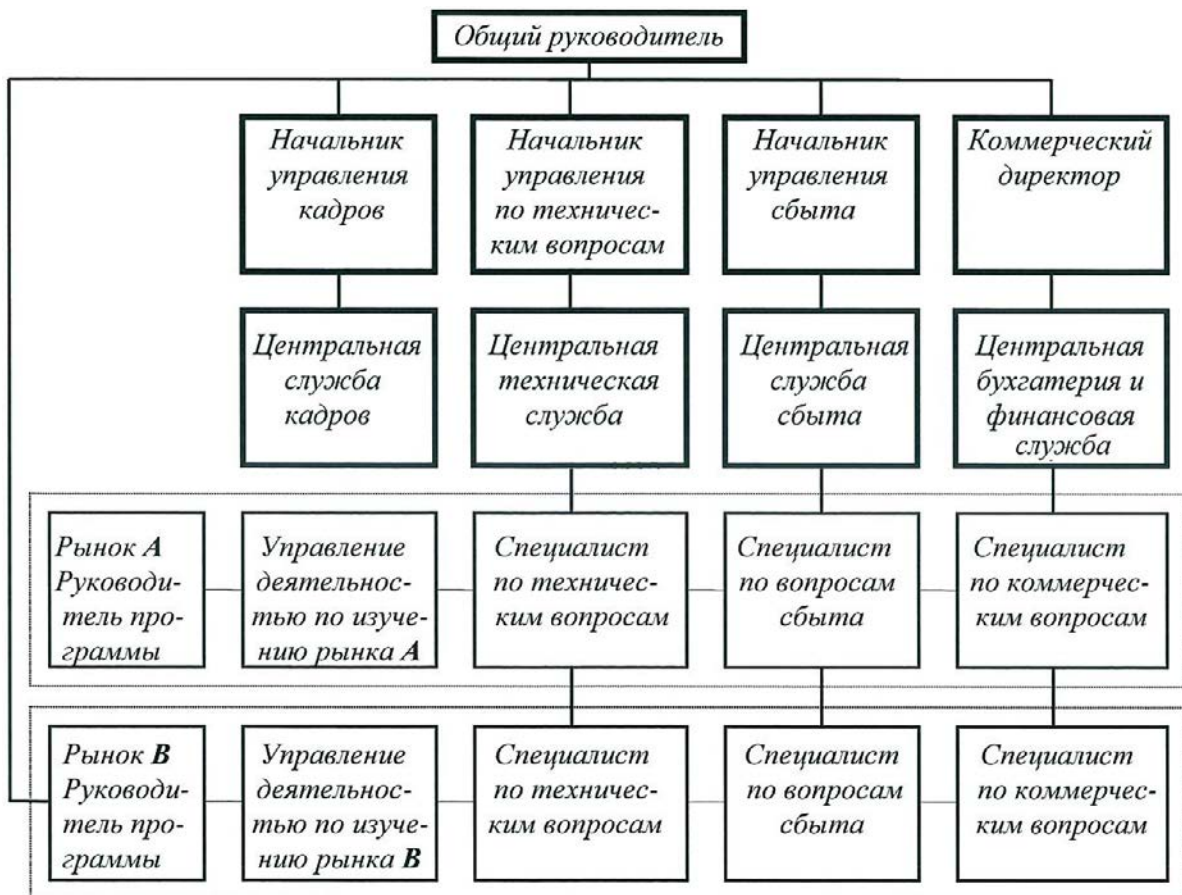 Общий руководитель
Начальник
управления
кадров
Начальник
управления
по техничес-
ким вопросам
Начальник
управления
сбыта
Коммерческий
директор
Центральная
служба
кадров
Центральная
техническая
служба
Центральная
служба
сбыта
Центральная
бухгатерия и
финансовая
служба
Рынок А
Руководи-
тель про-
граммы
Управление
деятельнос-
тью по изуче-
нию рынка А
Специалист
по техничес-
ким вопросам
Специалист
по вопросам
сбыта
Специалист
по коммерчес-
ким вопросам
Рынок В
Руководи-
тель про-
граммы
Управление
деятельнос-
тью по изуче-
нию рынка В
Специалист
по техничес-
ким вопросам
Специалист
по вопросам
сбыта
Специалист
по коммерчес-
ким вопросам